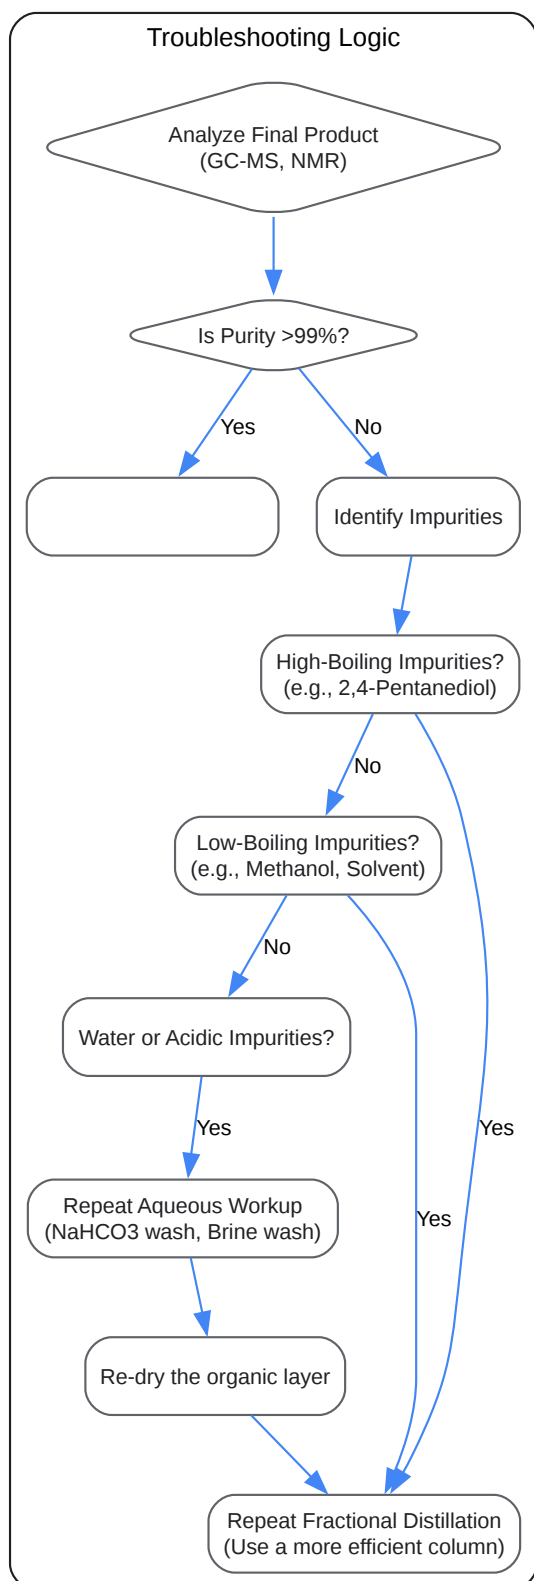 Troubleshooting Logic
Analyze Final Product
(GC-MS, NMR)
Is Purity >99%?
Yes
No
Identify Impurities
High-Boiling Impurities?
(e.g., 2,4-Pentanediol)
No
Low-Boiling Impurities?
(e.g., Methanol, Solvent)
No
Water or Acidic Impurities?
Yes
Yes
Repeat Aqueous Workup
(NaHCO3 wash, Brine wash)
Yes
Re-dry the organic layer
Repeat Fractional Distillation
(Use a more efficient column)